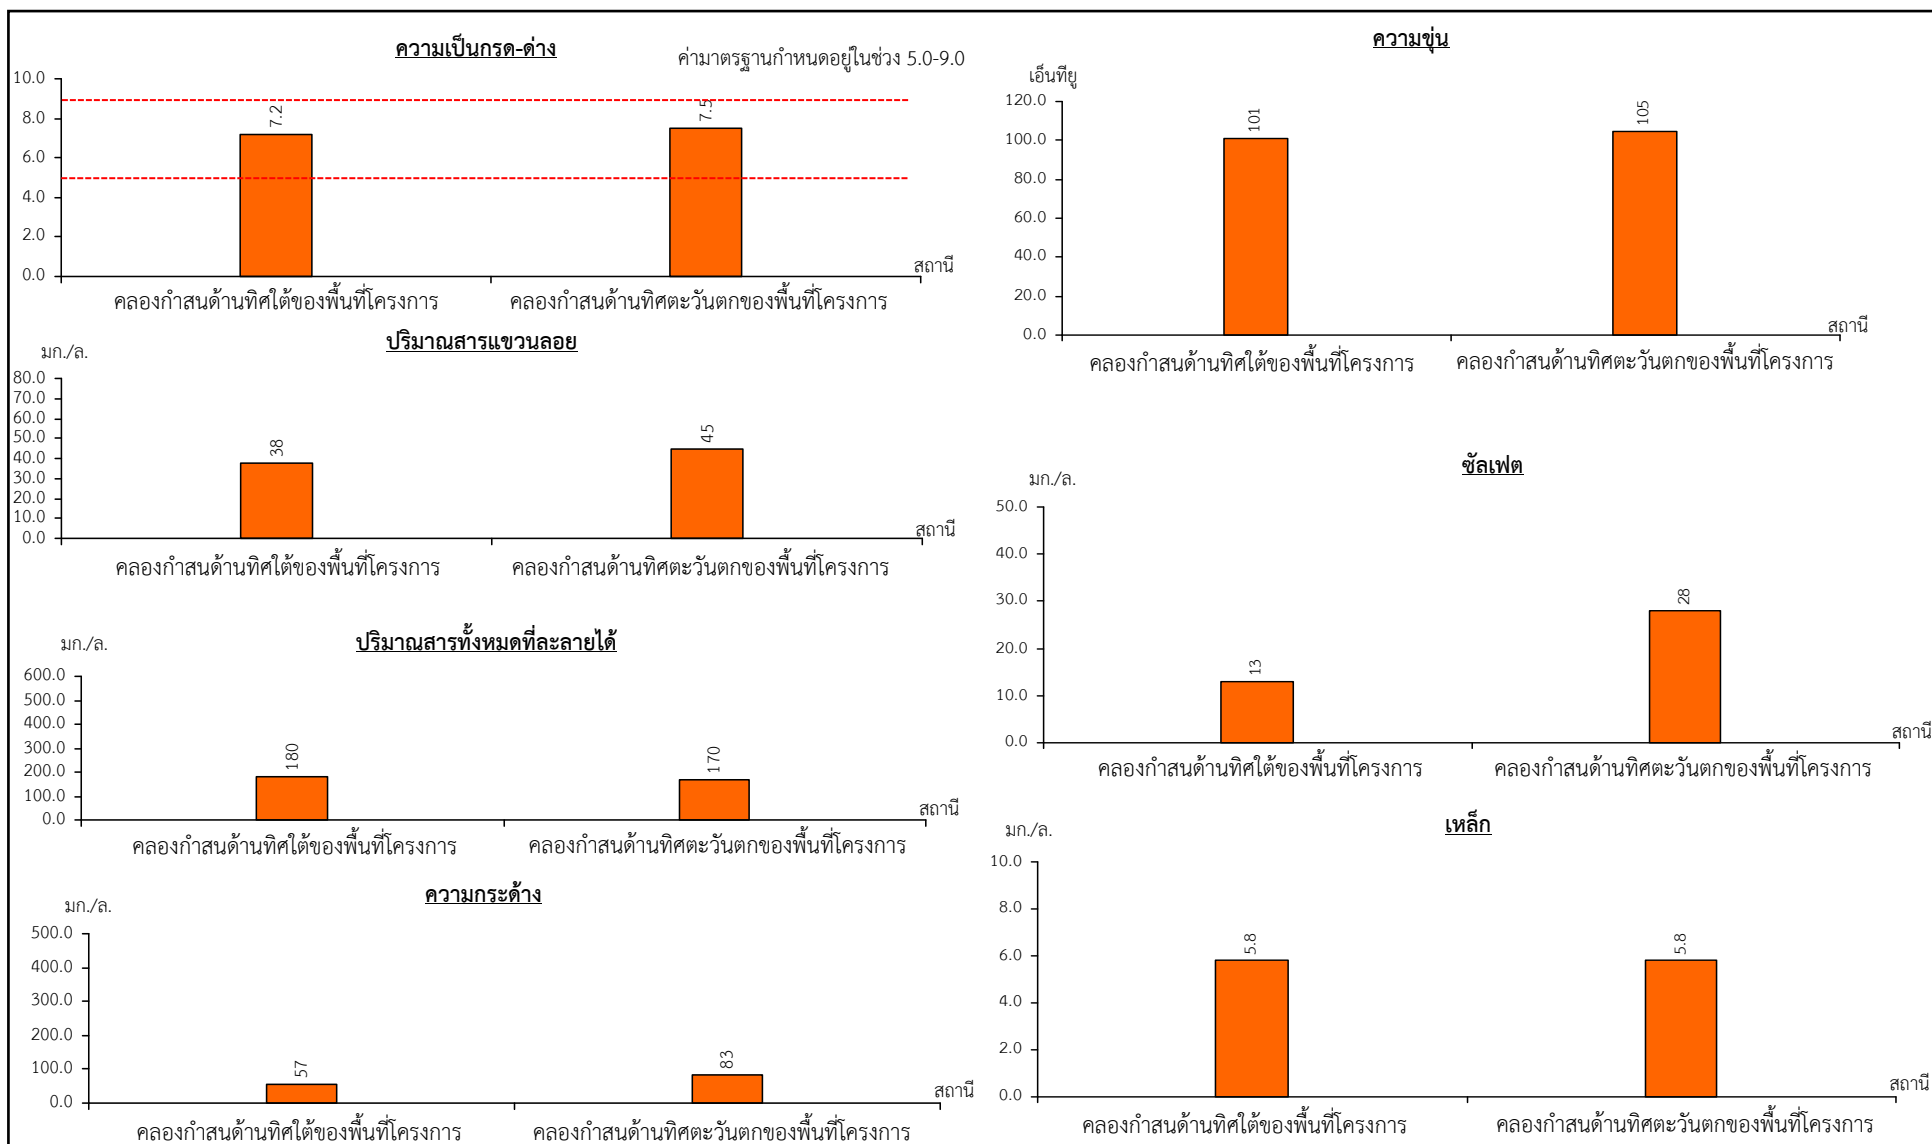 ความเป็นกรด-ด่าง
ค่ามาตรฐานกำหนดอยู่ในช่วง 5.0-9.0
10.0
8.0
6.0
4.0
2.0
0.0
7.2
7.5
สถานี
คลองกำสนด้านทิศใต้ของพื้นที่โครงการ คลองกำสนด้านทิศตะวันตกของพื้นที่โครงการ
ปริมาณสารแขวนลอย
มก./ล.
80.0
70.0
60.0
50.0
40.0
30.0
20.0
10.0
0.0
38
45
สถานี
คลองกำสนด้านทิศใต้ของพื้นที่โครงการ คลองกำสนด้านทิศตะวันตกของพื้นที่โครงการ
ปริมาณสารทั้งหมดที่ละลายได้
มก./ล.
600.0
500.0
400.0
300.0
200.0
100.0
0.0
180
170
สถานี
คลองกำสนด้านทิศใต้ของพื้นที่โครงการ คลองกำสนด้านทิศตะวันตกของพื้นที่โครงการ
ความกระด้าง
มก./ล.
500.0
400.0
300.0
200.0
100.0
0.0
57
83
สถานี
คลองกำสนด้านทิศใต้ของพื้นที่โครงการ คลองกำสนด้านทิศตะวันตกของพื้นที่โครงการ
ความขุ่น
เอ็นทียู
120.0
100.0
80.0
60.0
40.0
20.0
0.0
101
105
สถานี
คลองกำสนด้านทิศใต้ของพื้นที่โครงการ คลองกำสนด้านทิศตะวันตกของพื้นที่โครงการ
ซัลเฟต
มก./ล.
50.0
40.0
30.0
20.0
10.0
0.0
13
28
สถานี
คลองกำสนด้านทิศใต้ของพื้นที่โครงการ คลองกำสนด้านทิศตะวันตกของพื้นที่โครงการ
เหล็ก
มก./ล.
10.0
8.0
6.0
4.0
2.0
0.0
5.8
5.8
สถานี
คลองกำสนด้านทิศใต้ของพื้นที่โครงการ คลองกำสนด้านทิศตะวันตกของพื้นที่โครงการ